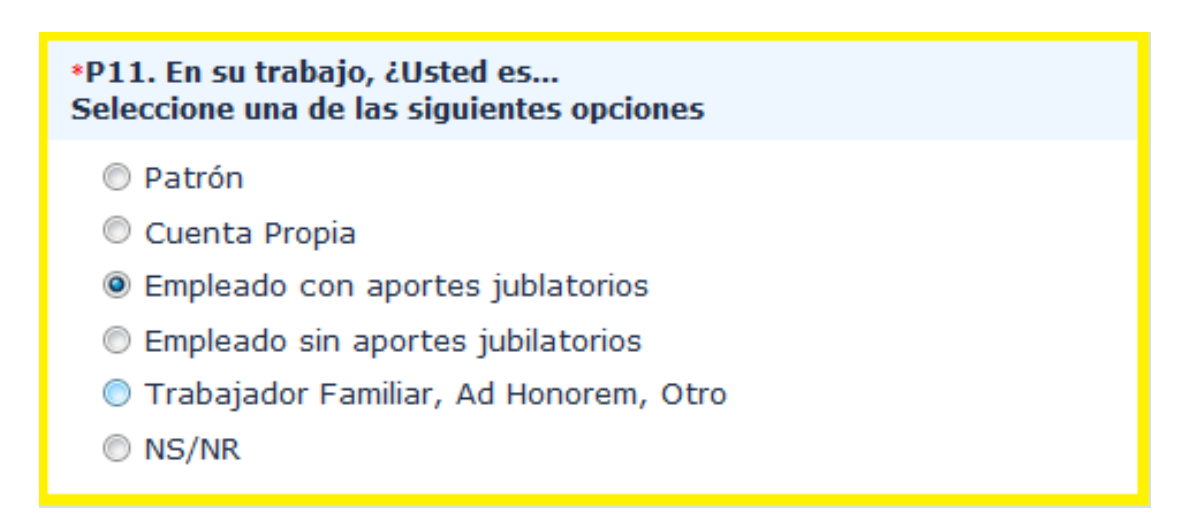 *P11. En su trabajo, ¿Usted es...
Seleccione una de las siguientes opciones
Patrón
Cuenta Propia
Empleado con aportes jublatorios
Empleado sin aportes jubilatorios
Trabajador Familiar, Ad Honorem, Otro
NS/NR